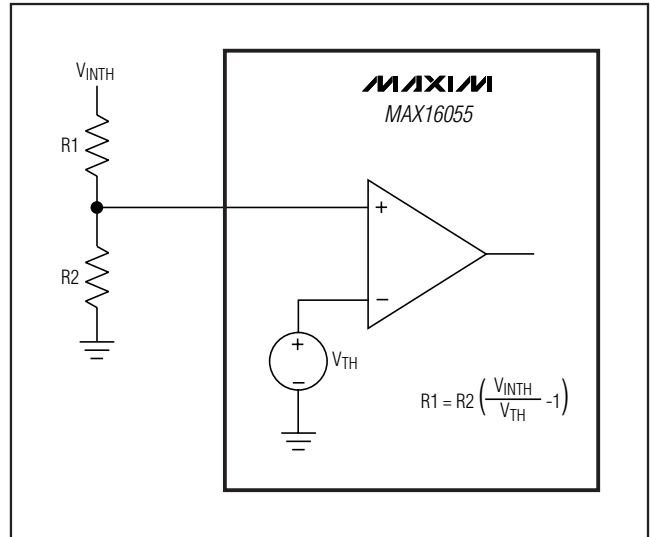 VINTH
MAXIM
MAX16055
R1
+
R2
−
+
VTH
−
R1 = R2 (VINTH/VTH -1)